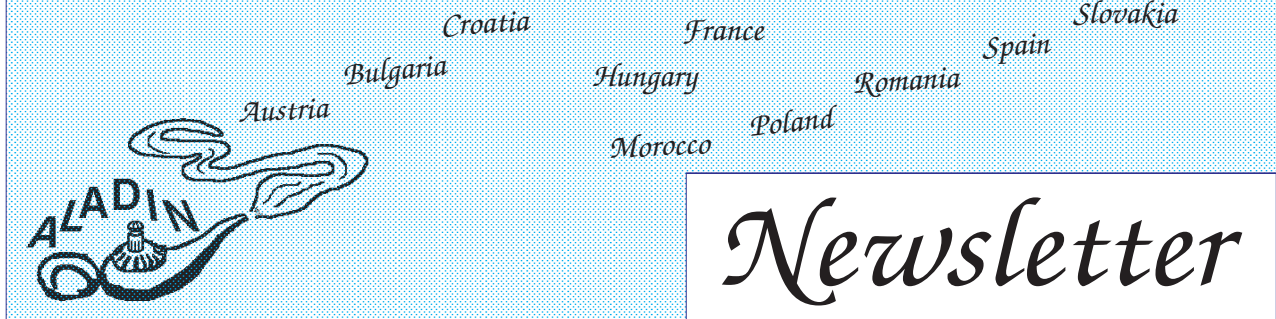 Slovakia
Croatia
France
Spain
Bulgaria
Hungary
Romania
Austria
Poland
Morocco
ALADIN
Newsletter